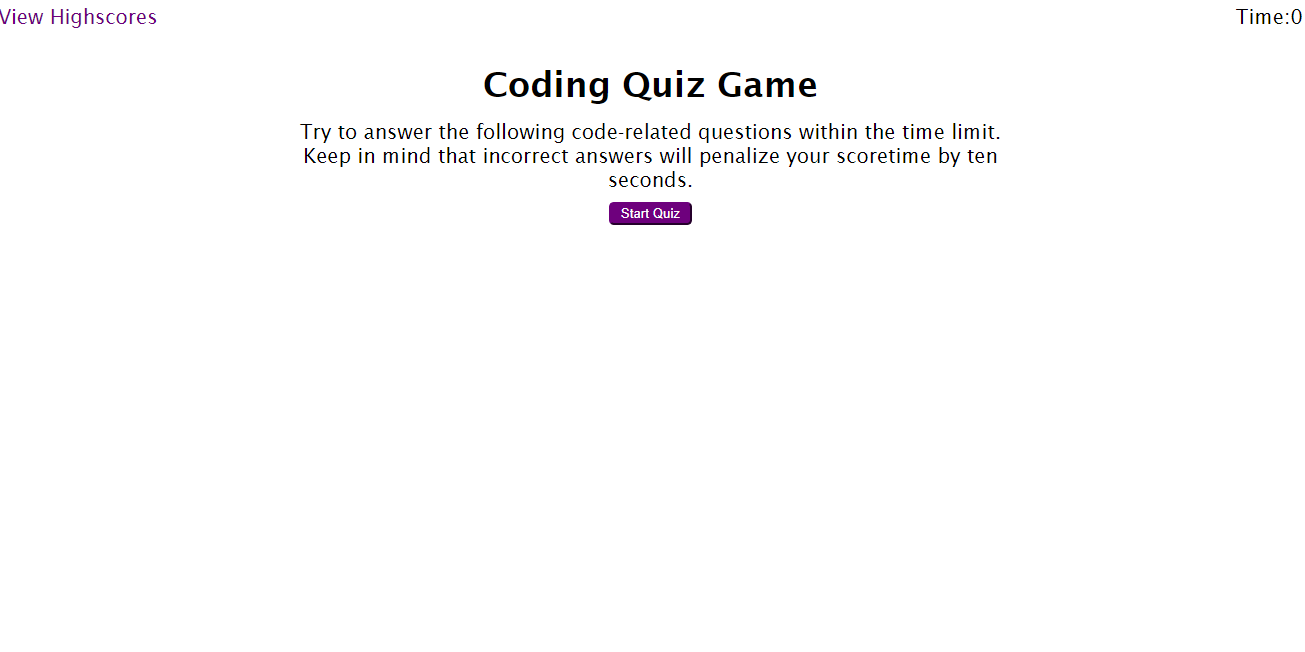 View Highscores
Time:0
Coding Quiz Game
Try to answer the following code-related questions within the time limit.
Keep in mind that incorrect answers will penalize your scoretime by ten
seconds.
Start Quiz